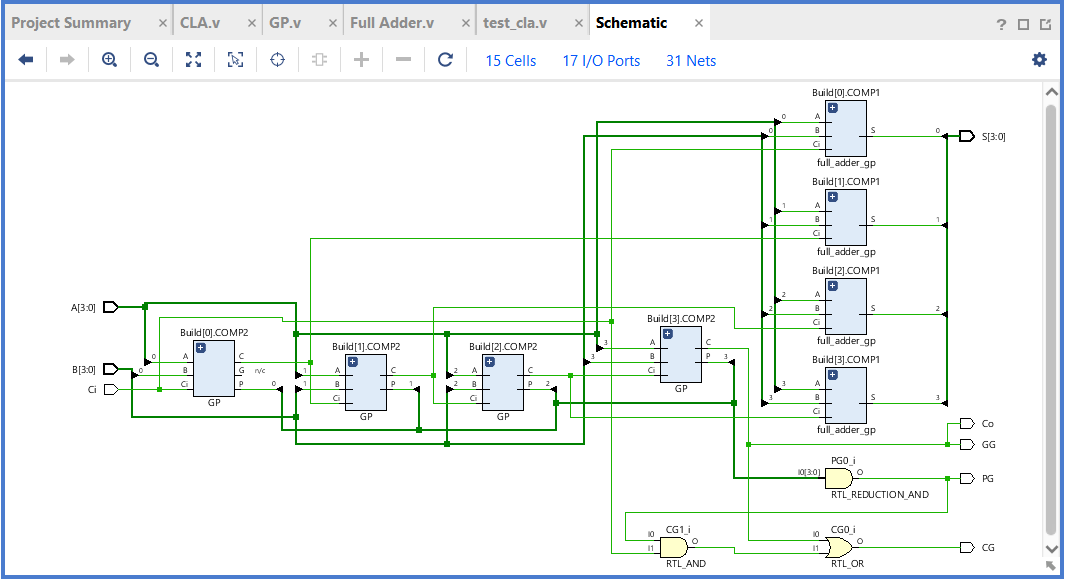 Project Summary × CLA.v × GP.v × Full Adder.v × test_cla.v × Schematic ×
?
15 Cells 17 I/O Ports 31 Nets
Build[0].COMP1
0 A
0 B
Ci
S 0
full_adder_gp
S[3:0]
Build[1].COMP1
1 A
1 B
Ci
S 1
full_adder_gp
Build[2].COMP1
2 A
2 B
Ci
S 2
full_adder_gp
Build[3].COMP1
3 A
3 B
Ci
S 3
full_adder_gp
A[3:0]
B[3:0]
Ci
Build[0].COMP2
0 A C
0 B G n/c
Ci P 0
GP
Build[1].COMP2
1 A C
1 B P 1
Ci
GP
Build[2].COMP2
2 A C
2 B P 2
Ci
GP
Build[3].COMP2
3 A C
3 B P 3
Ci
GP
Co
GG
PG0_i
I0[3:0] O
RTL_REDUCTION_AND
PG
CG1_i
I0
I1 O
RTL_AND
CG0_i
I0
I1 O
RTL_OR
CG